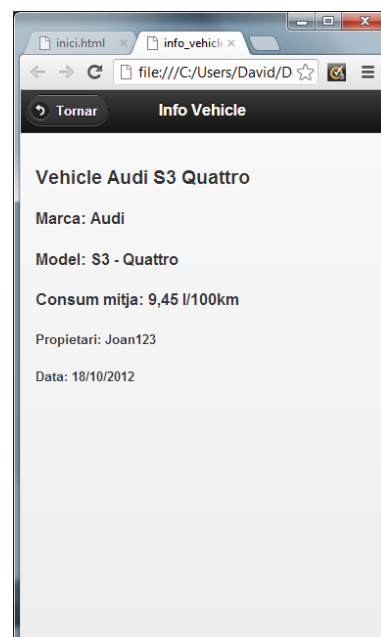 inici.html
info_vehicle
file:///C:/Users/David/D
Tornar
Info Vehicle
Vehicle Audi S3 Quattro
Marca: Audi
Model: S3 - Quattro
Consum mitja: 9,45 l/100km
Propietari: Joan123
Data: 18/10/2012